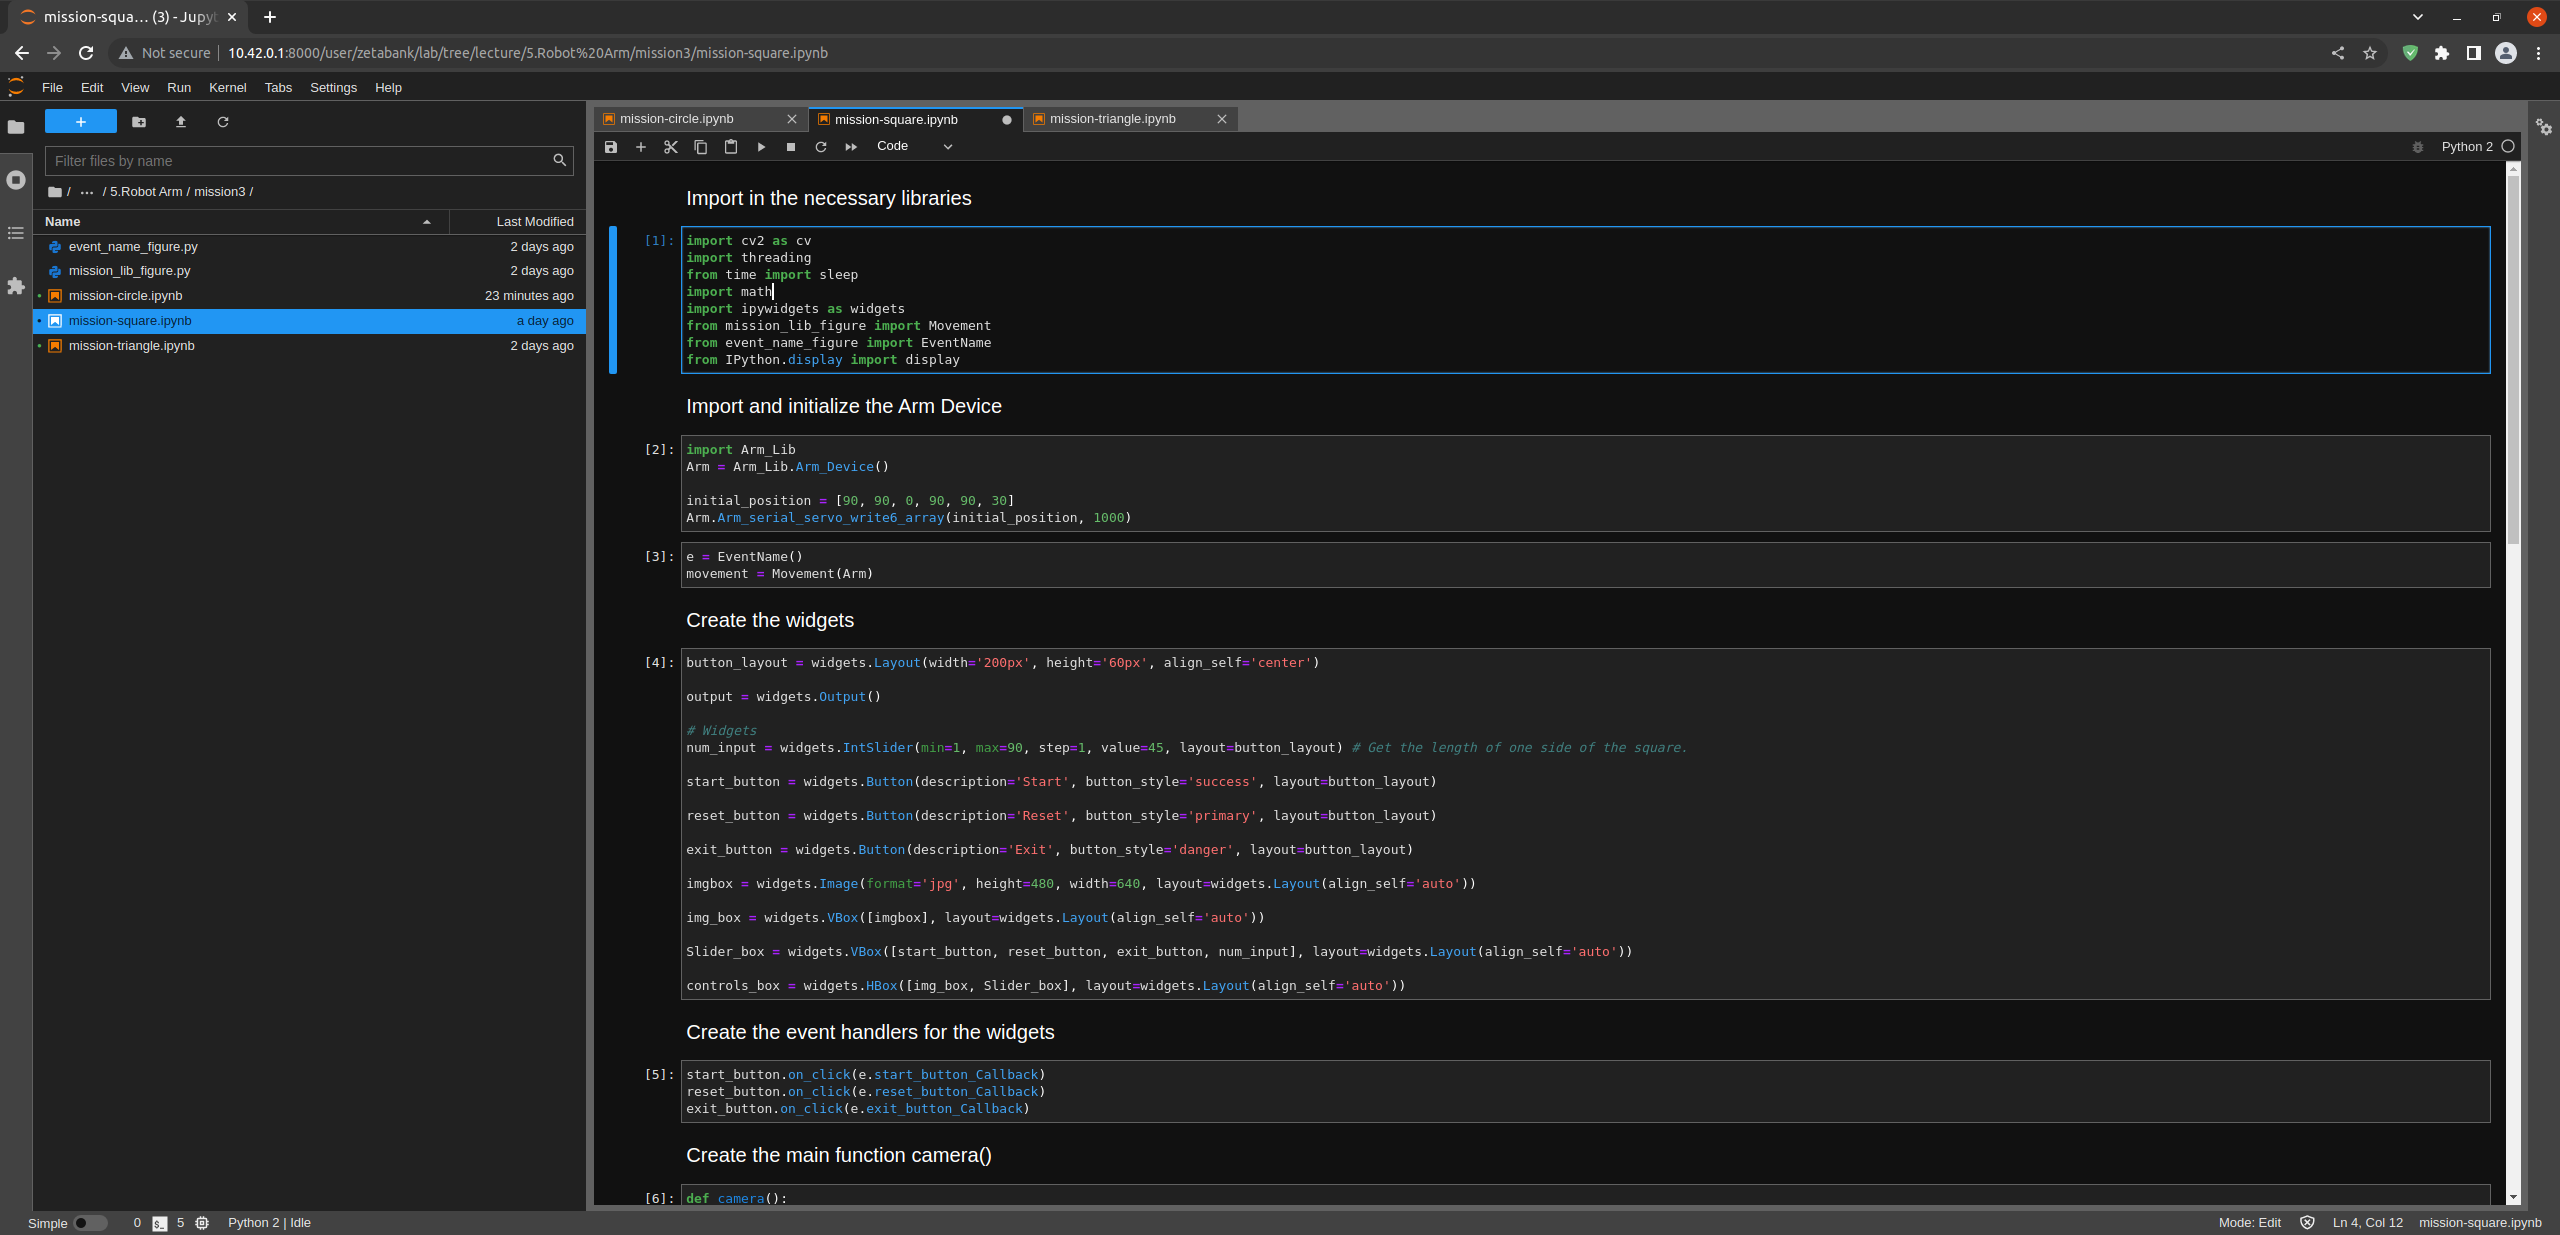 mission-squa... (3) - Jupyt
Not secure
10.42.0.1:8000/user/zetabank/lab/tree/lecture/5.Robot%20Arm/mission3/mission-square.ipynb
File Edit View Run Kernel Tabs Settings Help
Filter files by name
/ ... / 5.Robot Arm / mission3 /
Name Last Modified
event_name_figure.py 2 days ago
mission_lib_figure.py 2 days ago
mission-circle.ipynb 23 minutes ago
mission-square.ipynb a day ago
mission-triangle.ipynb 2 days ago
mission-circle.ipynb mission-square.ipynb mission-triangle.ipynb
Code
Python 2
Import in the necessary libraries
[1]: import cv2 as cv
import threading
from time import sleep
import math
import ipywidgets as widgets
from mission_lib_figure import Movement
from event_name_figure import EventName
from IPython.display import display
Import and initialize the Arm Device
[2]: import Arm_Lib
Arm = Arm_Lib.Arm_Device()
initial_position = [90, 90, 0, 90, 90, 30]
Arm.Arm_serial_servo_write6_array(initial_position, 1000)
[3]: e = EventName()
movement = Movement(Arm)
Create the widgets
[4]: button_layout = widgets.Layout(width='200px', height='60px', align_self='center')
output = widgets.Output()
# Widgets
num_input = widgets.IntSlider(min=1, max=90, step=1, value=45, layout=button_layout) # Get the length of one side of the square.
start_button = widgets.Button(description='Start', button_style='success', layout=button_layout)
reset_button = widgets.Button(description='Reset', button_style='primary', layout=button_layout)
exit_button = widgets.Button(description='Exit', button_style='danger', layout=button_layout)
imgbox = widgets.Image(format='jpg', height=480, width=640, layout=widgets.Layout(align_self='auto'))
img_box = widgets.VBox([imgbox], layout=widgets.Layout(align_self='auto'))
Slider_box = widgets.VBox([start_button, reset_button, exit_button, num_input], layout=widgets.Layout(align_self='auto'))
controls_box = widgets.HBox([img_box, Slider_box], layout=widgets.Layout(align_self='auto'))
Create the event handlers for the widgets
[5]: start_button.on_click(e.start_button_Callback)
reset_button.on_click(e.reset_button_Callback)
exit_button.on_click(e.exit_button_Callback)
Create the main function camera()
[6]: def camera():
Simple 0 $_ 5 Python 2 | Idle
Mode: Edit Ln 4, Col 12 mission-square.ipynb